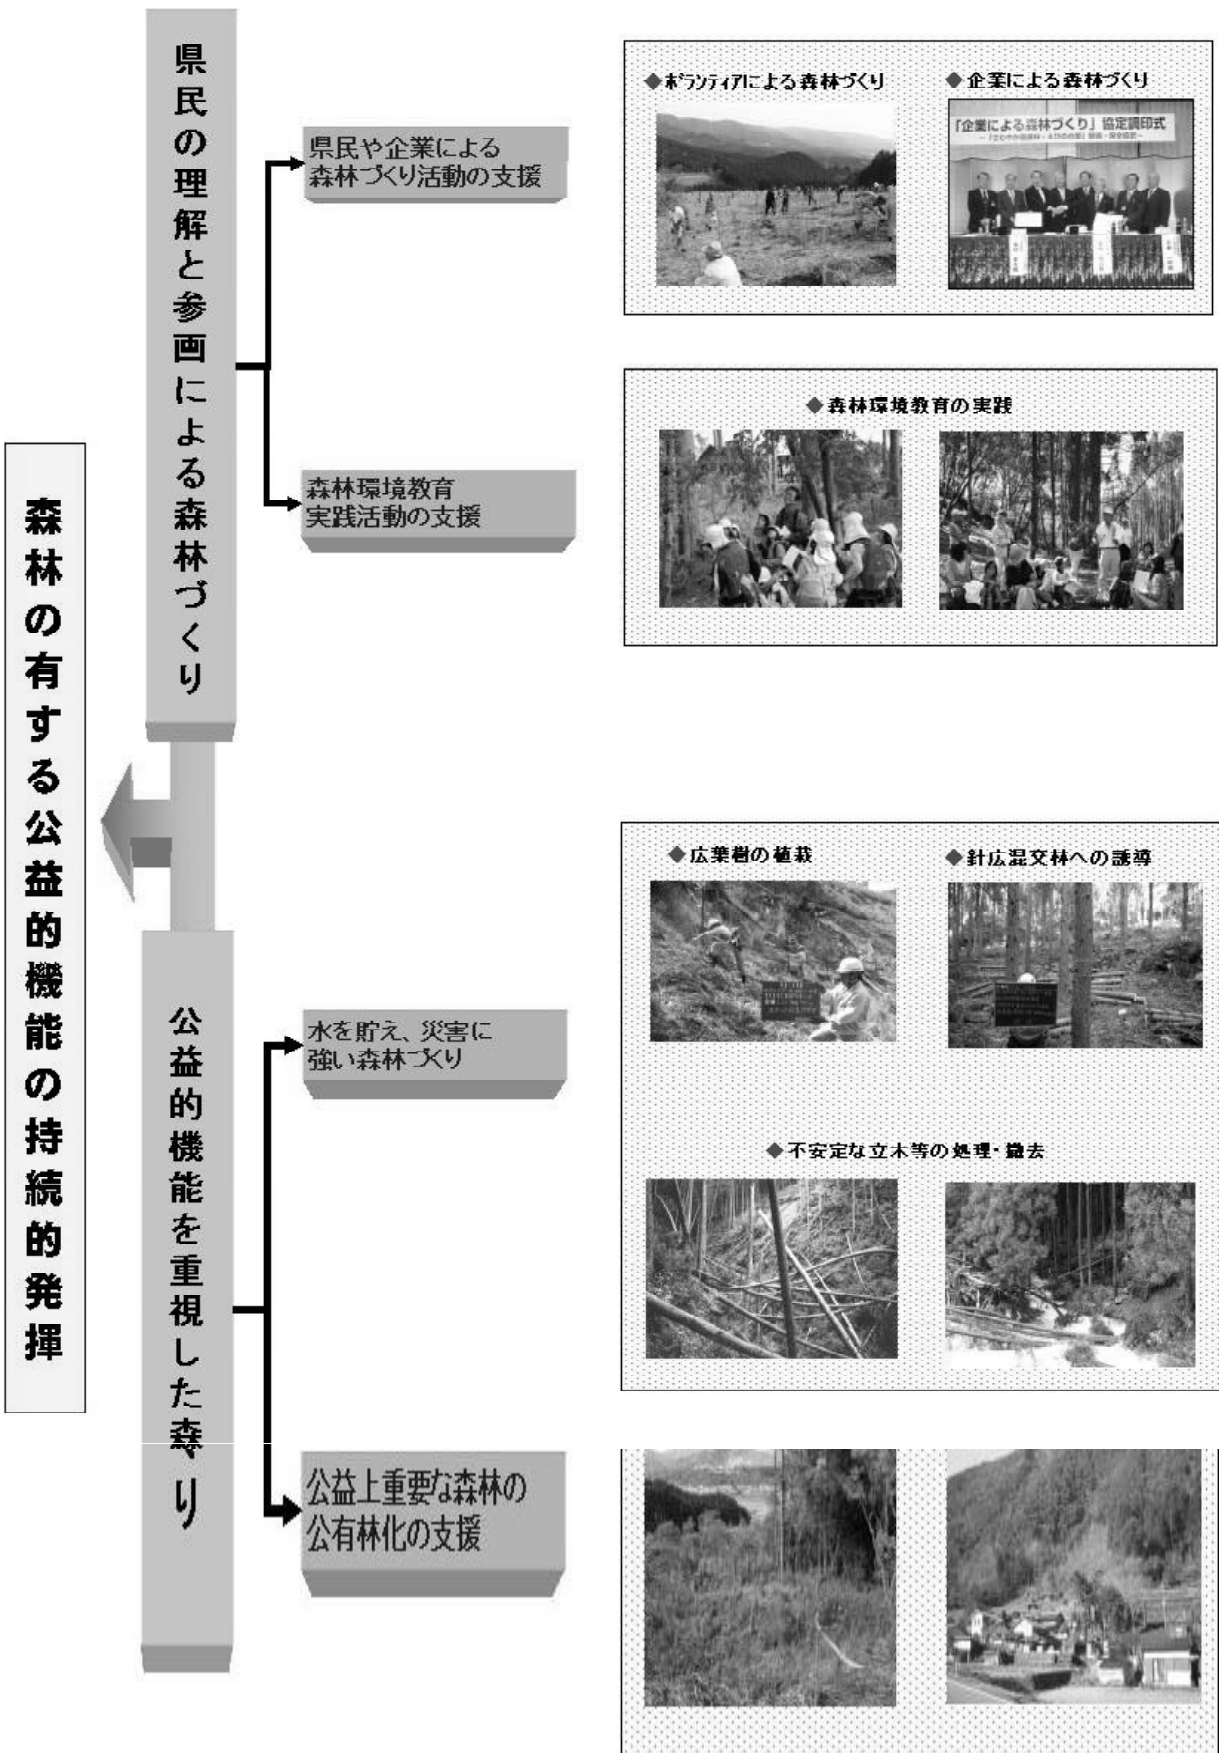 森林の有する公益的機能の持続的発揮
県民の理解と参画による森林づくり
県民や企業による
森林づくり活動の支援
◆ボランティアによる森林づくり
◆企業による森林づくり
「企業による森林づくり」協定調印式
森林環境教育
実践活動の支援
◆森林環境教育の実践
公益的機能を重視した森り
水を貯え、災害に
強い森林づくり
◆広葉樹の植栽
◆針広混交林への誘導
◆不安定な立木等の処理・撤去
公益上重要な森林の
公有林化の支援